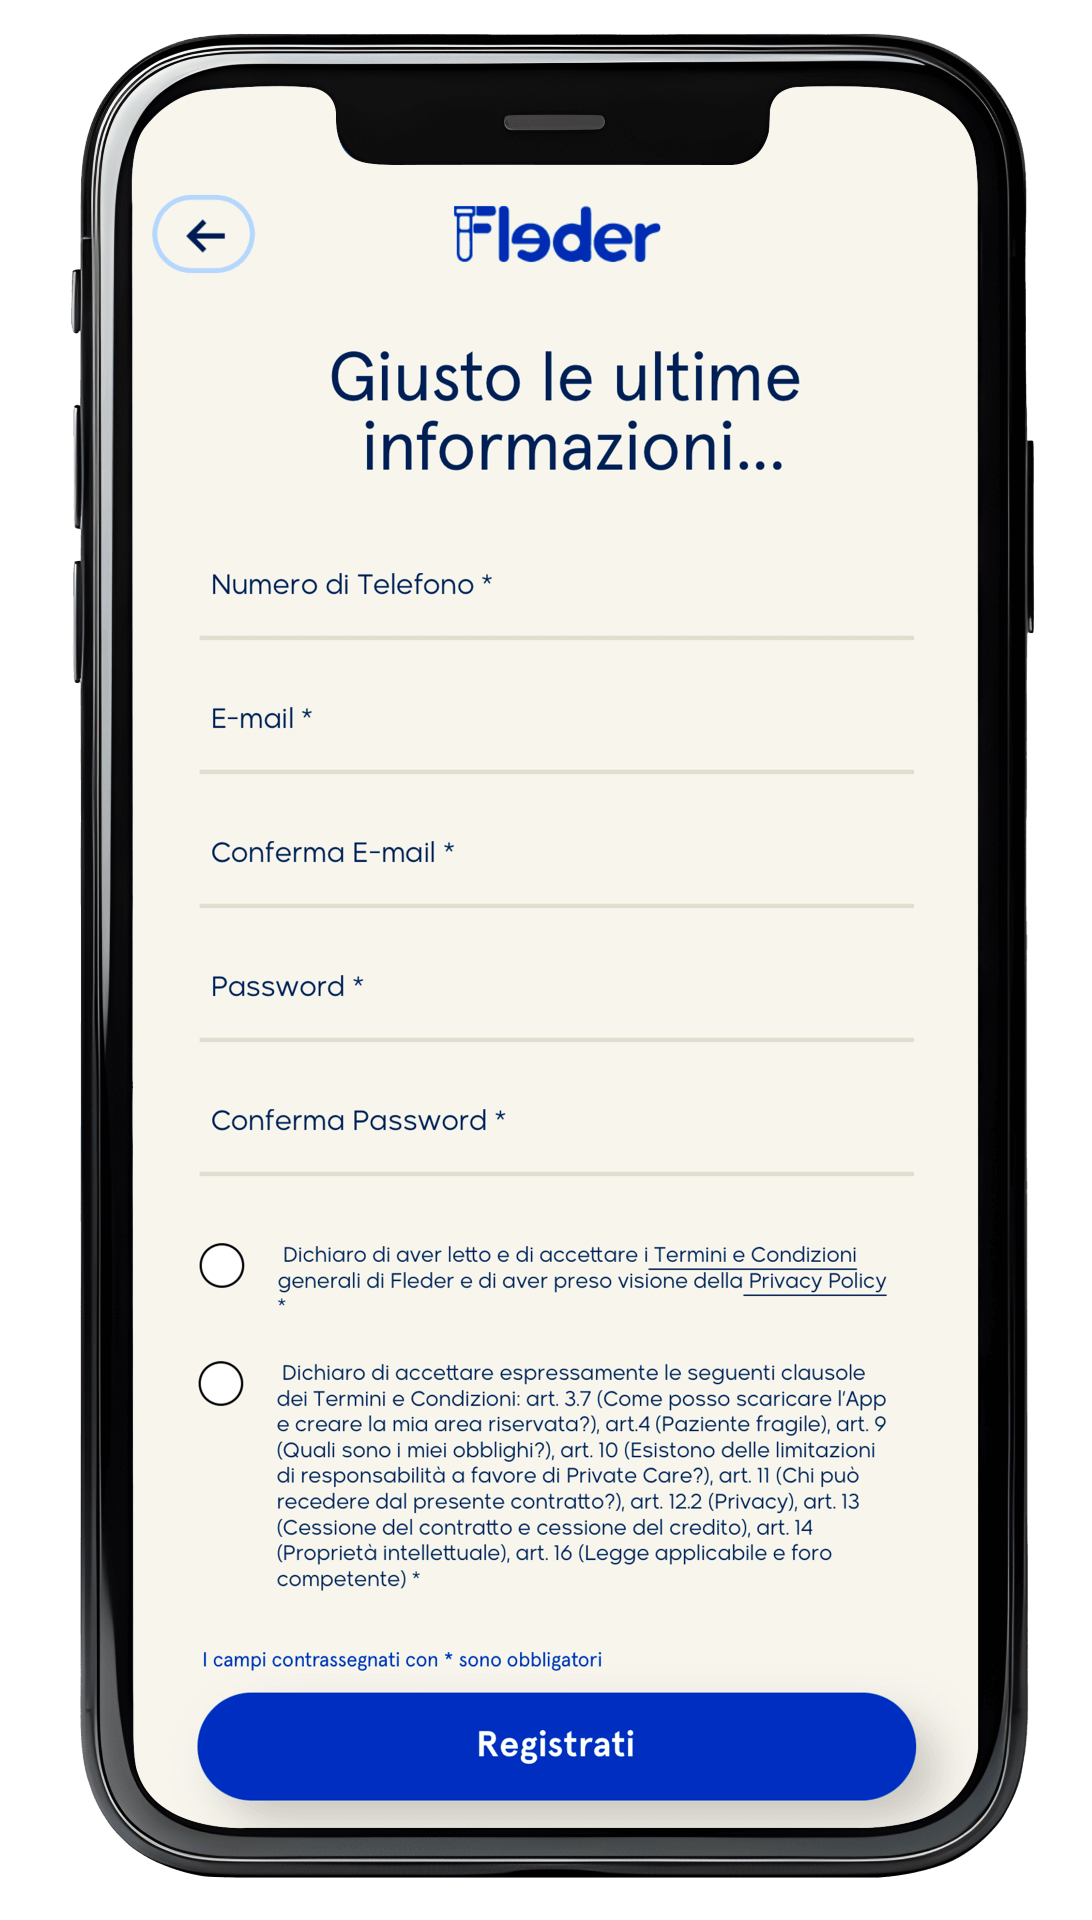 Fleder
Giusto le ultime
informazioni...
Numero di Telefono *
E-mail *
Conferma E-mail *
Password *
Conferma Password *
Dichiaro di aver letto e di accettare i Termini e Condizioni
generali di Fleder e di aver preso visione della Privacy Policy
*
Dichiaro di accettare espressamente le seguenti clausole
dei Termini e Condizioni: art. 3.7 (Come posso scaricare l'App
e creare la mia area riservata?), art.4 (Paziente fragile), art. 9
(Quali sono i miei obblighi?), art. 10 (Esistono delle limitazioni
di responsabilità a favore di Private Care?), art. 11 (Chi può
recedere dal presente contratto?), art. 12.2 (Privacy), art. 13
(Cessione del contratto e cessione del credito), art. 14
(Proprietà intellettuale), art. 16 (Legge applicabile e foro
competente) *
I campi contrassegnati con * sono obbligatori
Registrati